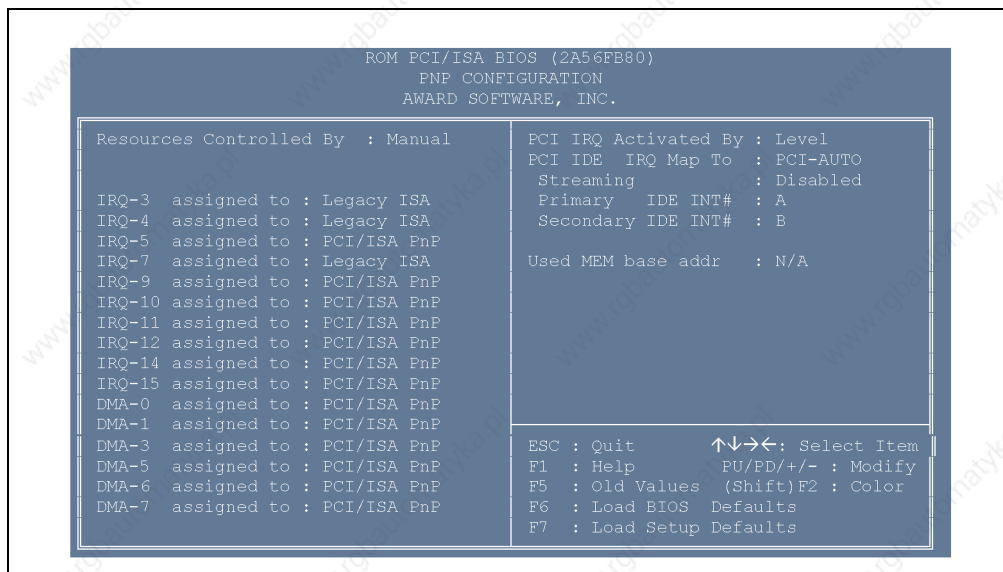 ROM PCI/ISA BIOS (2A56FB80)
PNP CONFIGURATION
AWARD SOFTWARE, INC.
Resources Controlled By : Manual
IRQ-3 assigned to : Legacy ISA
IRQ-4 assigned to : Legacy ISA
IRQ-5 assigned to : PCI/ISA PnP
IRQ-7 assigned to : Legacy ISA
IRQ-9 assigned to : PCI/ISA PnP
IRQ-10 assigned to : PCI/ISA PnP
IRQ-11 assigned to : PCI/ISA PnP
IRQ-12 assigned to : PCI/ISA PnP
IRQ-14 assigned to : PCI/ISA PnP
IRQ-15 assigned to : PCI/ISA PnP
DMA-0 assigned to : PCI/ISA PnP
DMA-1 assigned to : PCI/ISA PnP
DMA-3 assigned to : PCI/ISA PnP
DMA-5 assigned to : PCI/ISA PnP
DMA-6 assigned to : PCI/ISA PnP
DMA-7 assigned to : PCI/ISA PnP
PCI IRQ Activated By : Level
PCI IDE IRQ Map To : PCI-AUTO
Streaming : Disabled
Primary IDE INT# : A
Secondary IDE INT# : B
Used MEM base addr : N/A
ESC : Quit ↑↓→←: Select Item
F1 : Help PU/PD/+/- : Modify
F5 : Old Values (Shift)F2 : Color
F6 : Load BIOS Defaults
F7 : Load Setup Defaults
www.rgbautomatyka.pl